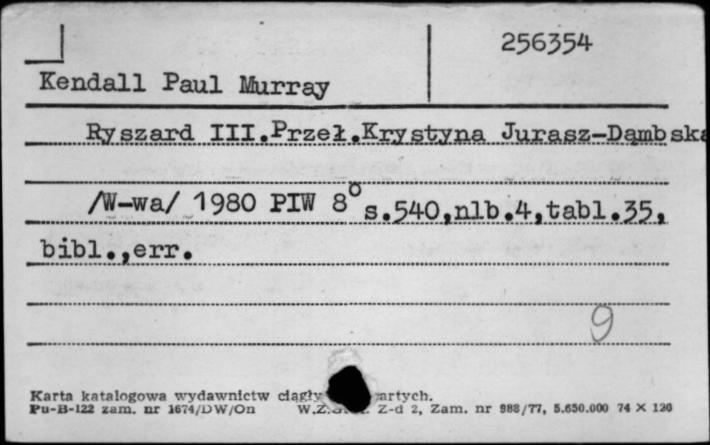 256354
Kendall Paul Murray
Ryszard III.Przeł.Krystyna Jurasz-Dąmbska
/W-wa/ 1980 PIW 8° s.540,nlb.4,tabl.35,
bibl.,err.
9
Karta katalogowa wydawnictw ciągły artych.
Pu-B-122 zam. nr 1674/DW/On Z-d 2, Zam. nr 988/77, 5.650.000 74 X 120